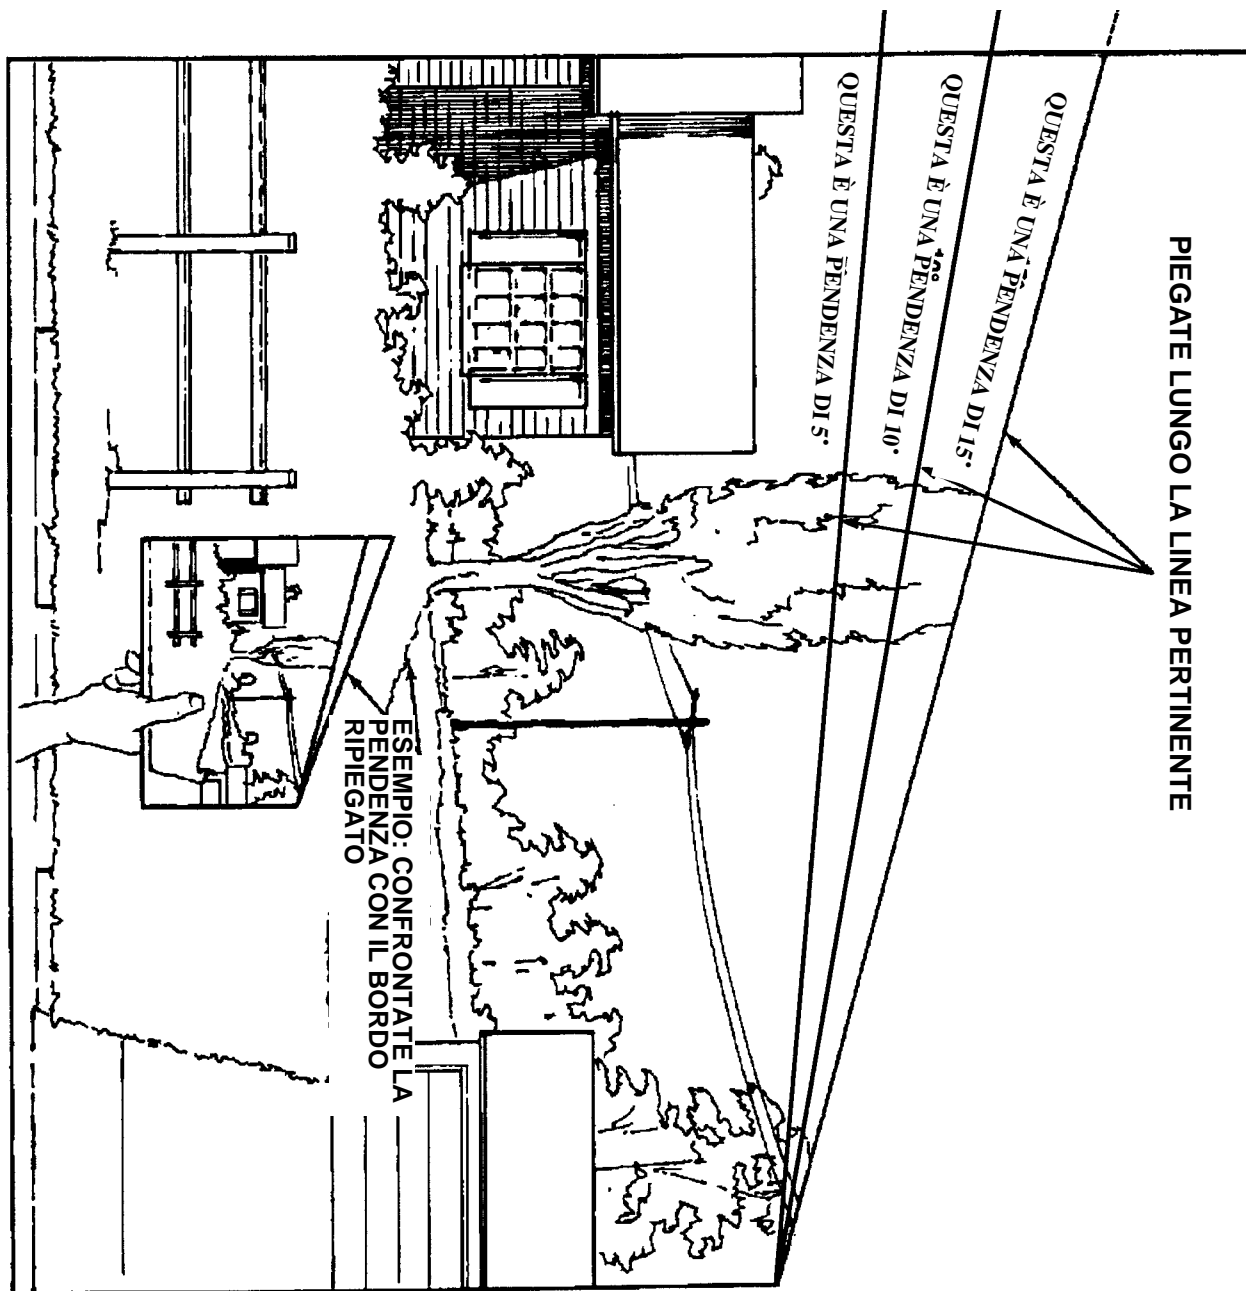 PIEGATE LUNGO LA LINEA PERTINENTE
QUESTA È UNA PENDENZA DI 15°
QUESTA È UNA PENDENZA DI 10°
QUESTA È UNA PENDENZA DI 5°
ESEMPIO: CONFRONTATE LA
PENDENZA CON IL BORDO
RIPIEGATO